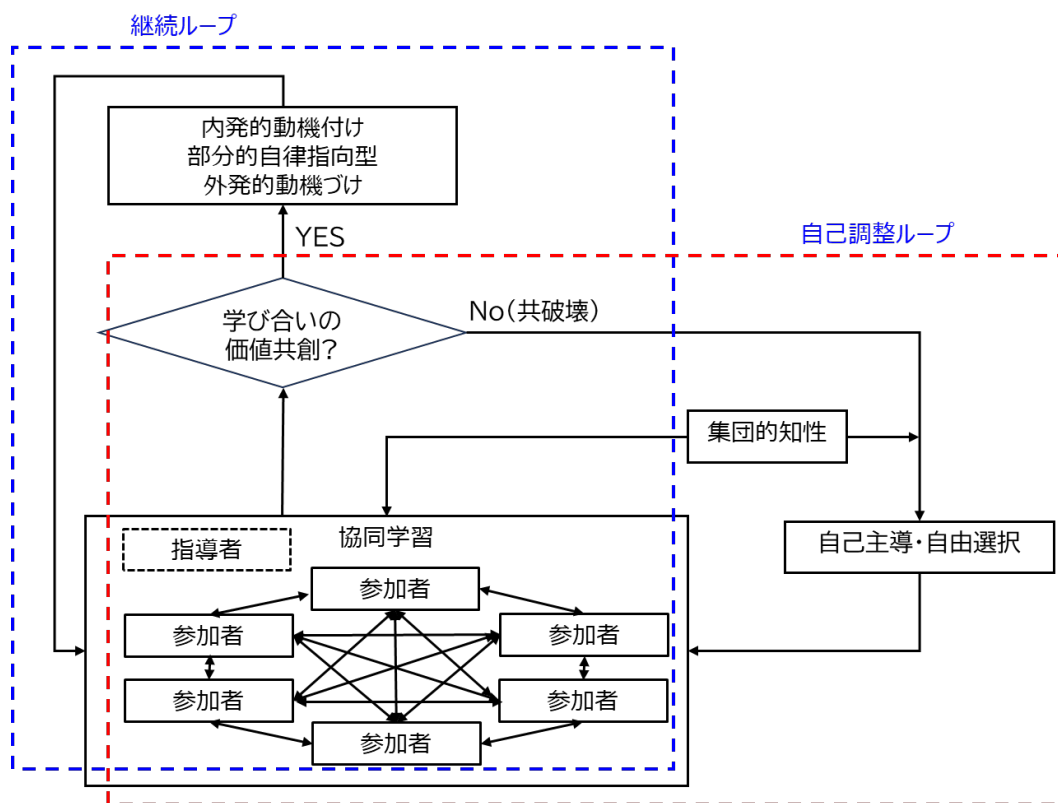 継続ループ
内発的動機付け
部分的自律指向型
外発的動機づけ
YES
自己調整ループ
No(共破壊)
学び合いの
価値共創?
集団的知性
指導者
協同学習
自己主導・自由選択
参加者
参加者
参加者
参加者
参加者
参加者